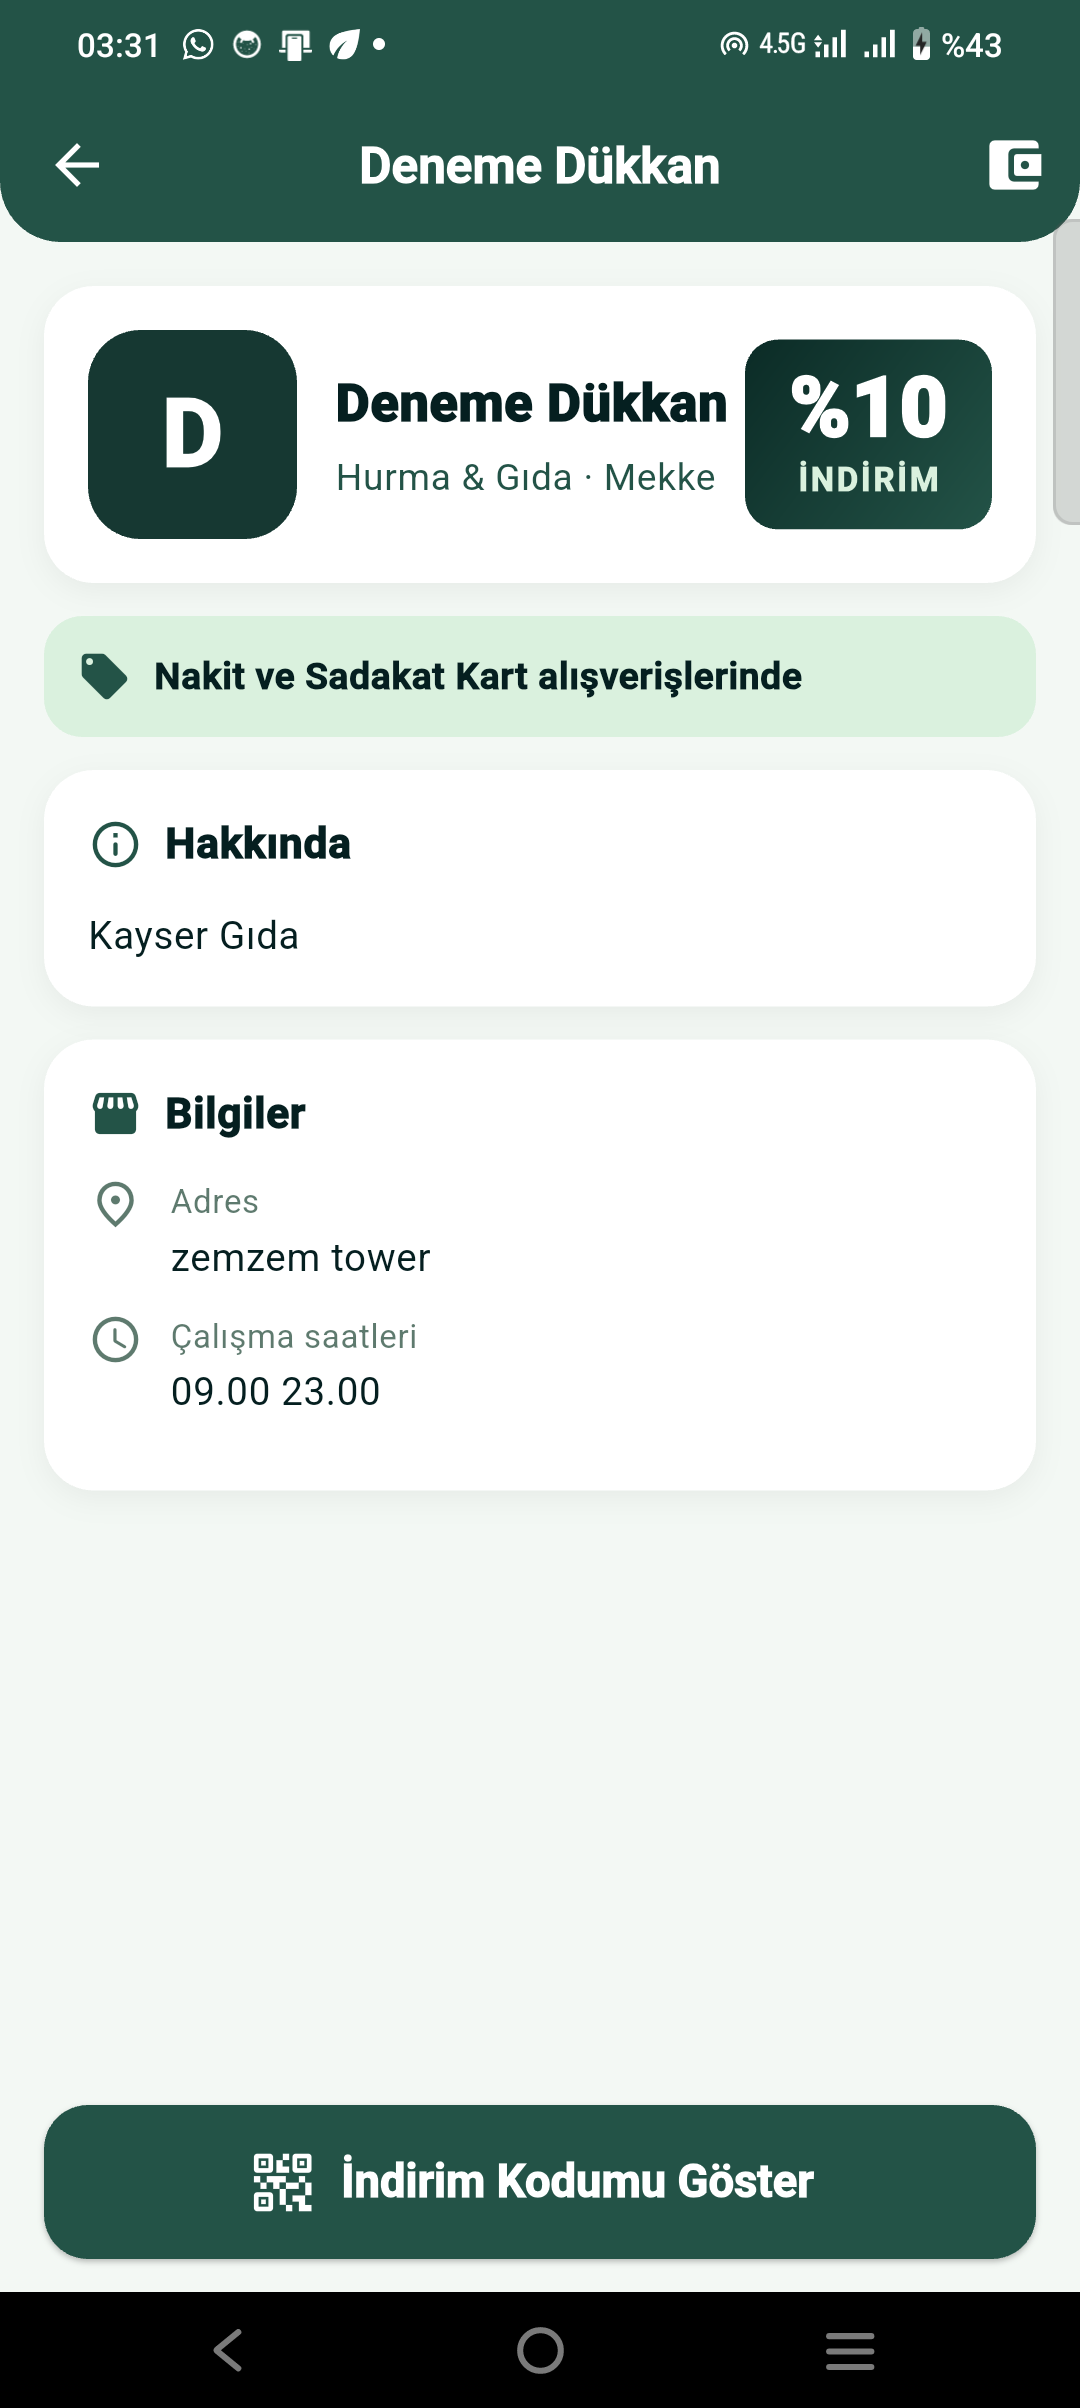 03:31
4.5G
%43
Deneme Dükkan
D
Deneme Dükkan
Hurma & Gıda · Mekke
%10
İNDİRİM
Nakit ve Sadakat Kart alışverişlerinde
Hakkında
Kayser Gıda
Bilgiler
Adres
zemzem tower
Çalışma saatleri
09.00 23.00
İndirim Kodumu Göster